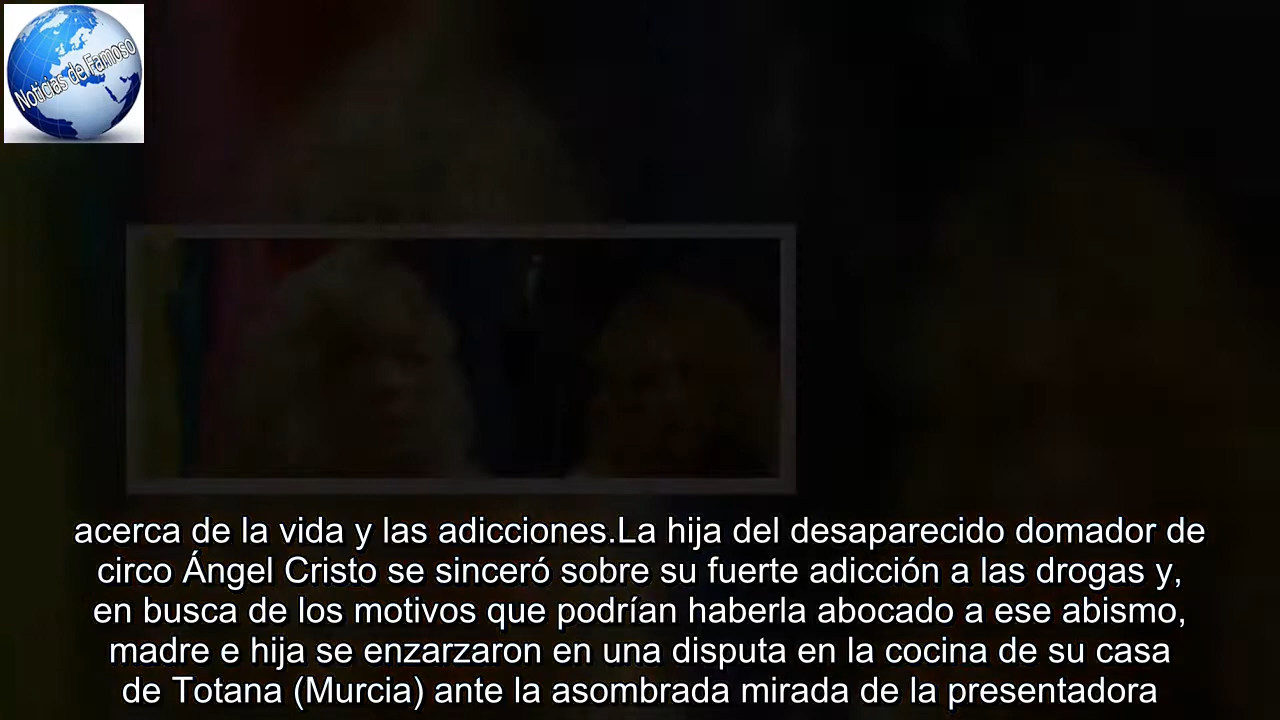 Noticias de Famoso
acerca de la vida y las adicciones.La hija del desaparecido domador de
circo Ángel Cristo se sinceró sobre su fuerte adicción a las drogas y,
en busca de los motivos que podrían haberla abocado a ese abismo,
madre e hija se enzarzaron en una disputa en la cocina de su casa
de Totana (Murcia) ante la asombrada mirada de la presentadora